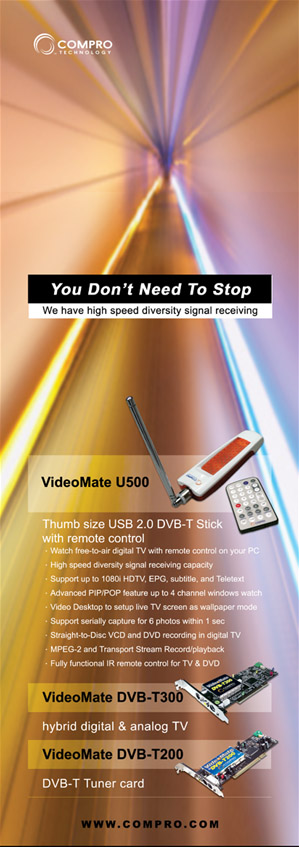 COMPRO
TECHNOLOGY
You Don't Need To Stop
We have high speed diversity signal receiving
VideoMate U500
Thumb size USB 2.0 DVB-T Stick
with remote control
· Watch free-to-air digital TV with remote control on your PC
· High speed diversity signal receiving capacity
· Support up to 1080i HDTV, EPG, subtitle, and Teletext
· Advanced PIP/POP feature up to 4 channel windows watch
· Video Desktop to setup live TV screen as wallpaper mode
· Support serially capture for 6 photos within 1 sec
· Straight-to-Disc VCD and DVD recording in digital TV
· MPEG-2 and Transport Stream Record/playback
· Fully functional IR remote control for TV & DVD
VideoMate DVB-T300
DVB-T300
hybrid digital & analog TV
VideoMate DVB-T200
VideoMate
DVB-T200
DVB-T Tuner card
WWW.COMPRO.COM